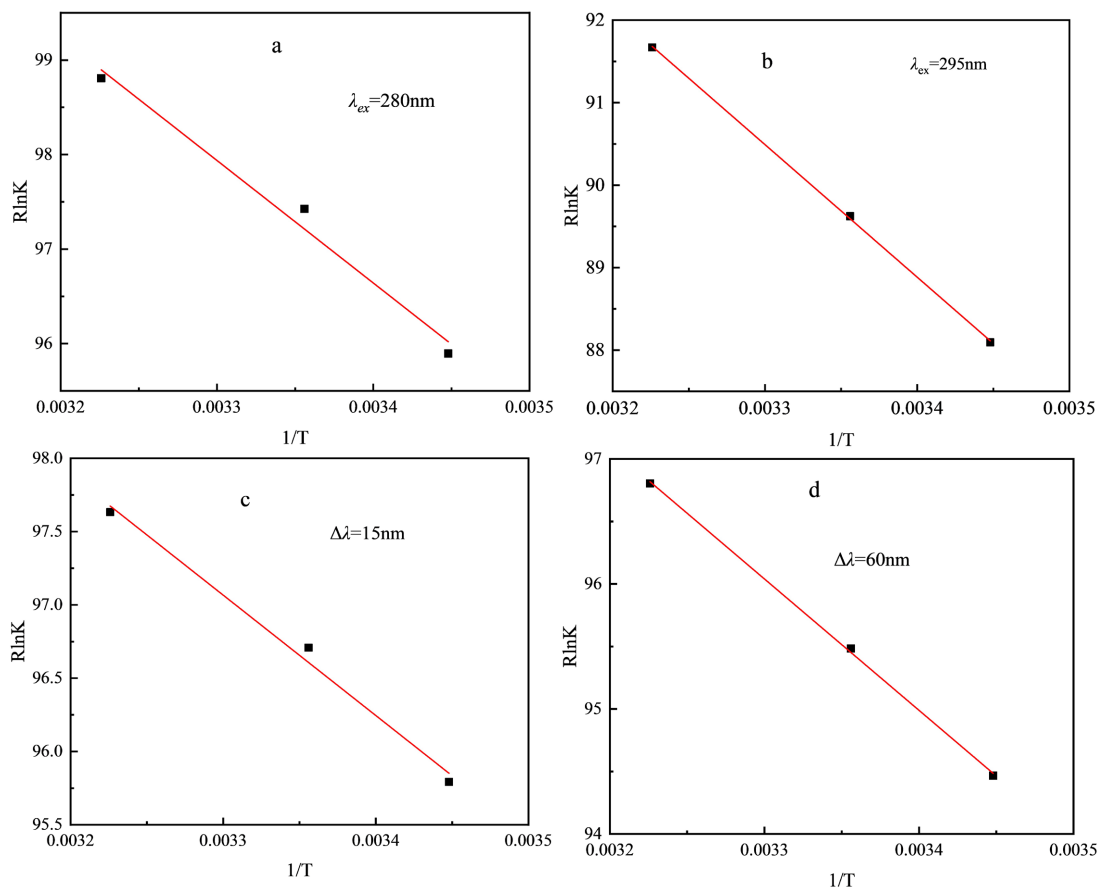 a
λex=280nm
99
98
97
96
RlnK
0.0032
0.0033
0.0034
0.0035
1/T
b
λex=295nm
92
91
90
89
88
RlnK
0.0032
0.0033
0.0034
0.0035
1/T
c
Δλ=15nm
98.0
97.5
97.0
96.5
96.0
95.5
RlnK
0.0032
0.0033
0.0034
0.0035
1/T
d
Δλ=60nm
97
96
95
94
RlnK
0.0032
0.0033
0.0034
0.0035
1/T